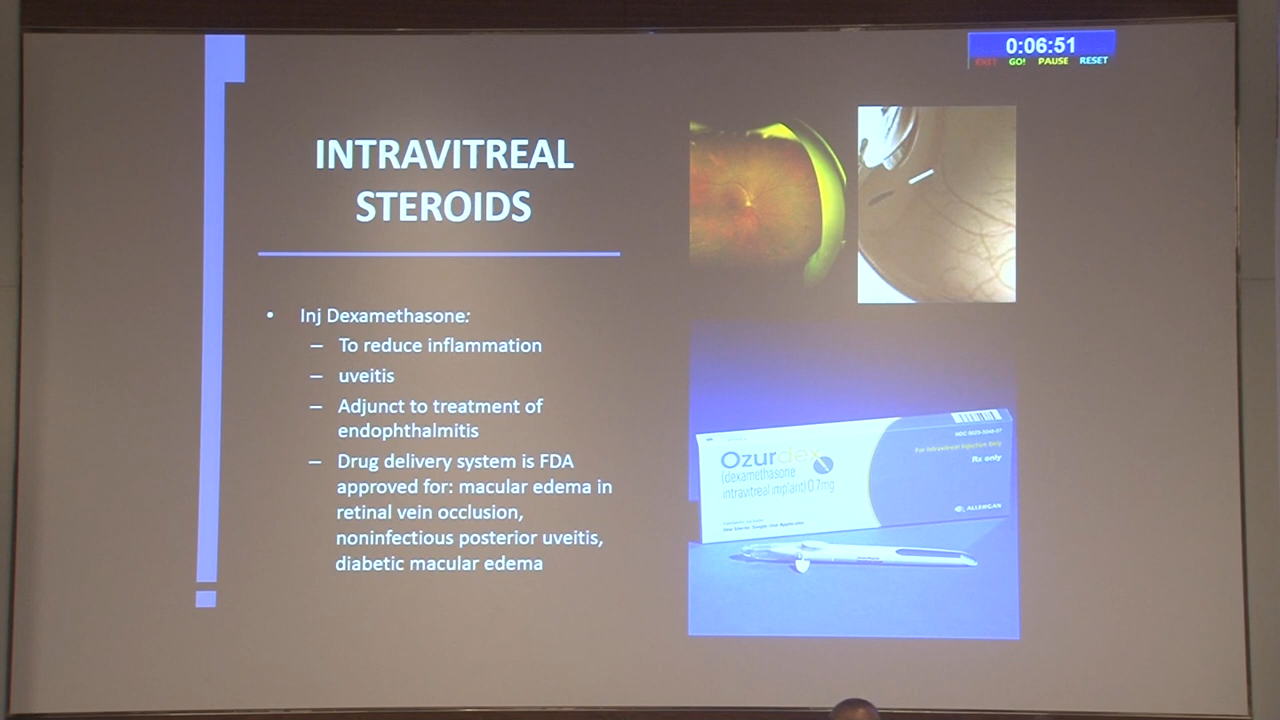 0:06:51
EXIT GO! PAUSE RESET
INTRAVITREAL
STEROIDS
• Inj Dexamethasone:
– To reduce inflammation
– uveitis
– Adjunct to treatment of
endophthalmitis
– Drug delivery system is FDA
approved for: macular edema in
retinal vein occlusion,
noninfectious posterior uveitis,
diabetic macular edema
Ozurdex
(dexamethasone
intravitreal implant) 0.7mg
For Intravitreal Injection Only
Rx only
ALLERGAN